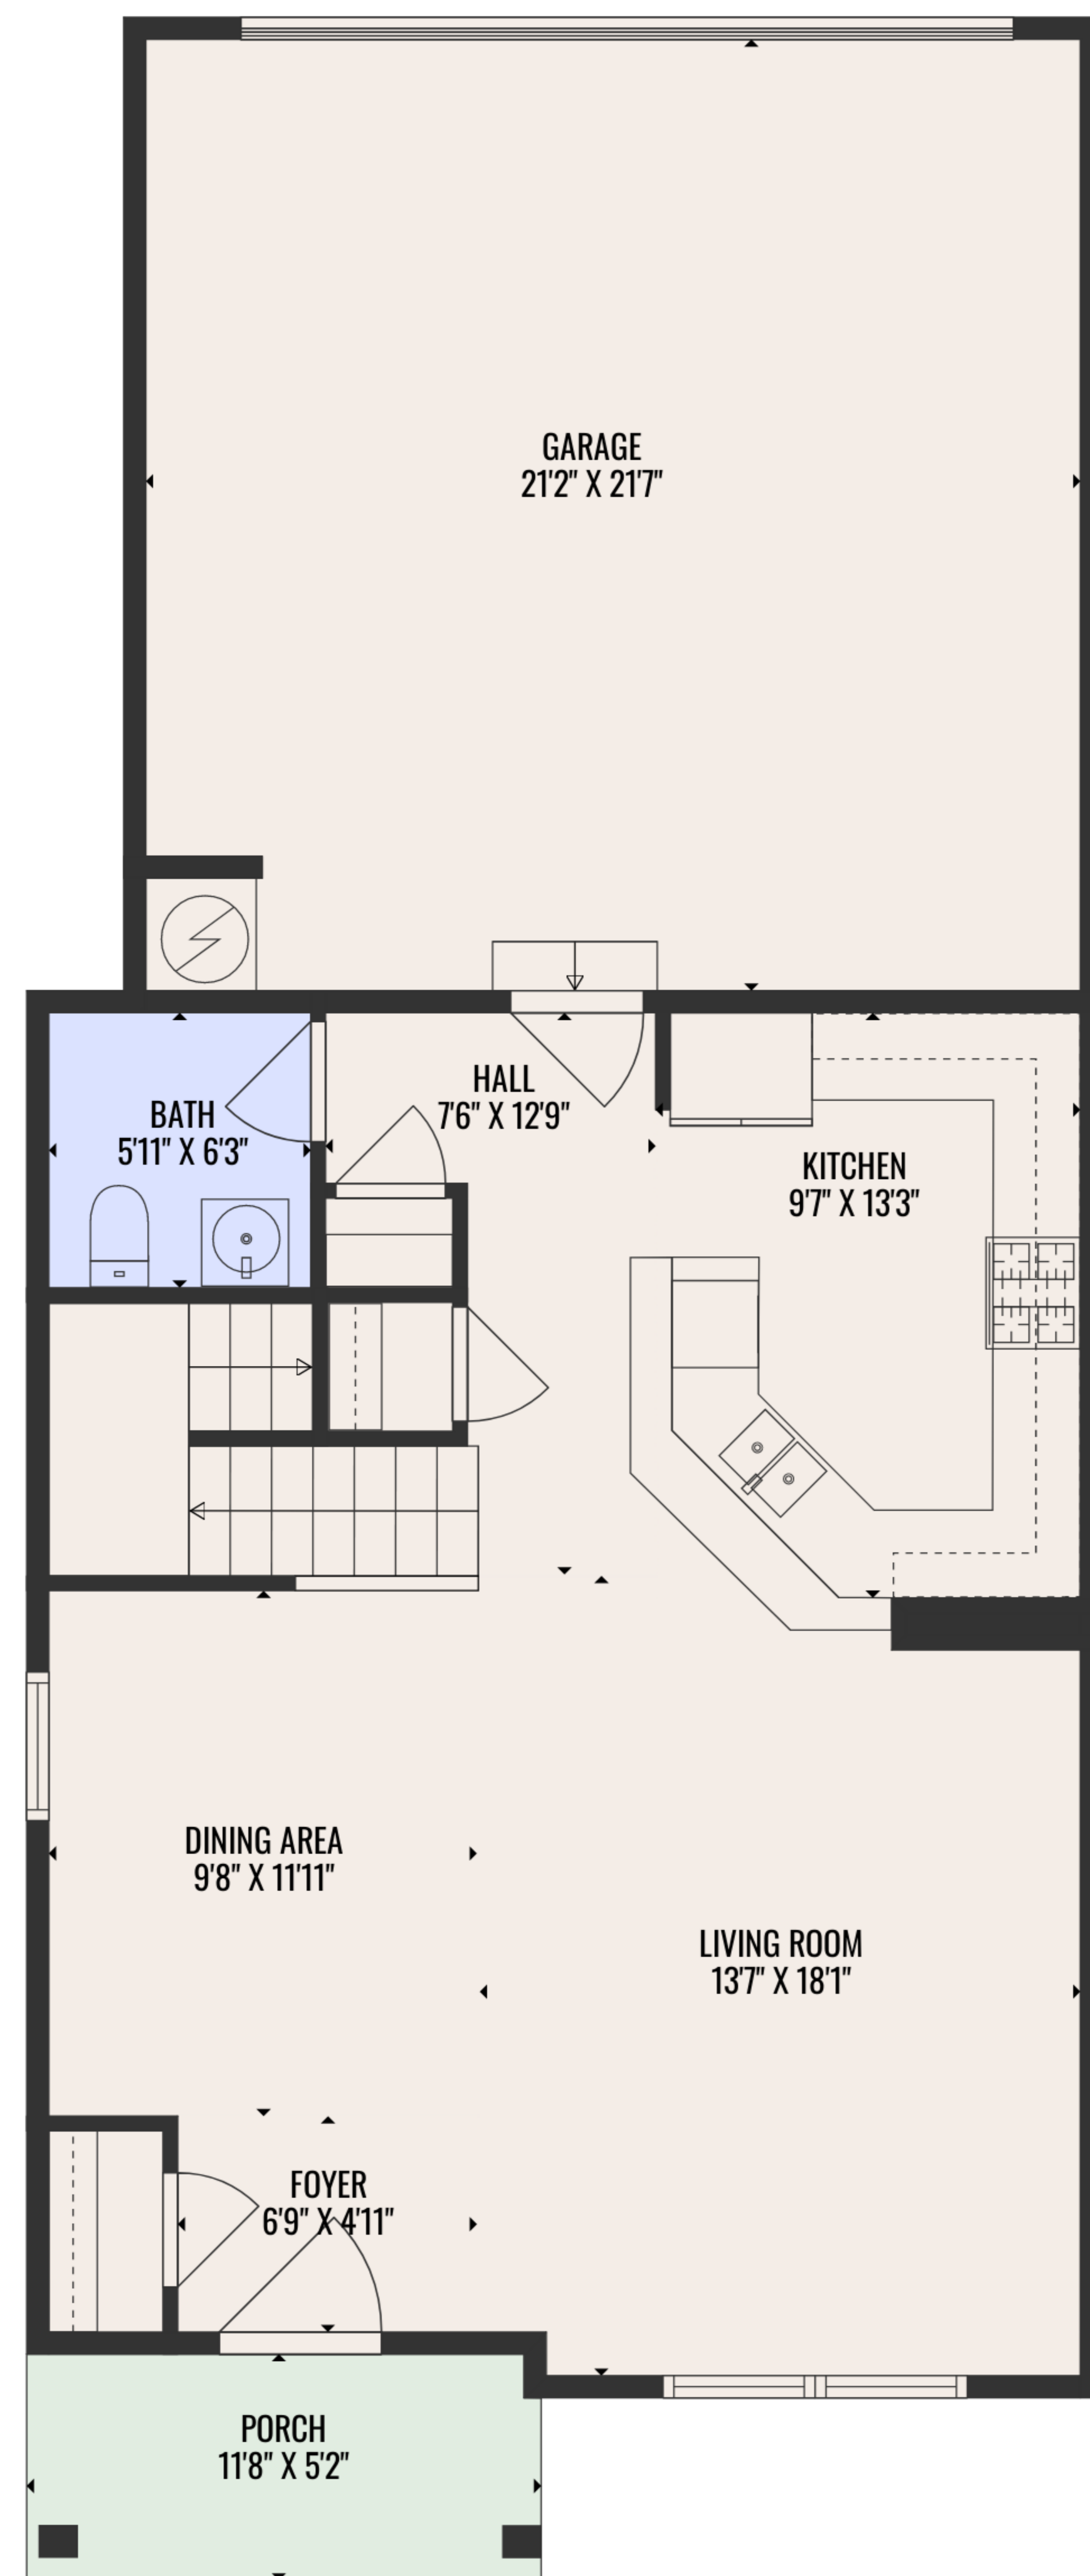 GARAGE
21'2" X 21'7"
HALL
7'6" X 12'9"
BATH
5'11" X 6'3"
KITCHEN
9'7" X 13'3"
DINING AREA
9'8" X 11'11"
LIVING ROOM
13'7" X 18'1"
FOYER
6'9" X 4'11"
PORCH
11'8" X 5'2"